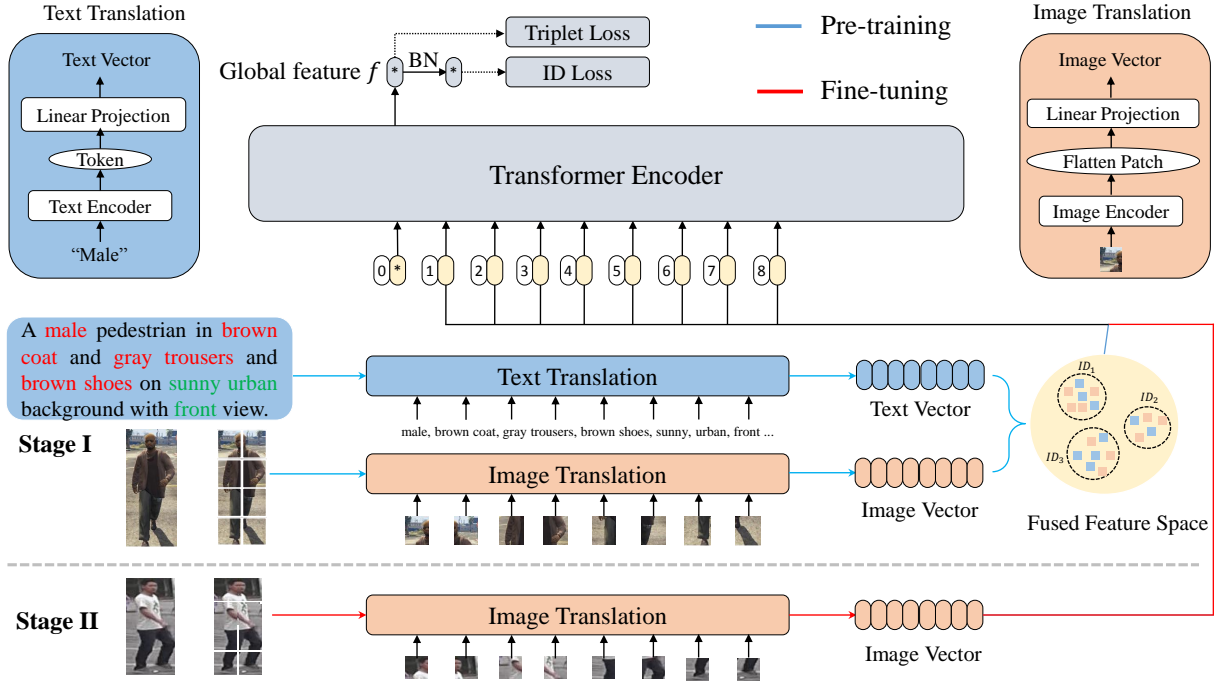 Text Translation
Text Vector
Linear Projection
Token
Text Encoder
“Male”
Triplet Loss
Global feature f
*
BN
*
ID Loss
Pre-training
Fine-tuning
Transformer Encoder
0 * 1 2 3 4 5 6 7 8
Image Translation
Image Vector
Linear Projection
Flatten Patch
Image Encoder
A male pedestrian in brown
coat and gray trousers and
brown shoes on sunny urban
background with front view.
Stage I
Text Translation
male, brown coat, gray trousers, brown shoes, sunny, urban, front ...
Text Vector
Image Translation
Image Vector
ID1
ID2
ID3
Fused Feature Space
Stage II
Image Translation
Image Vector